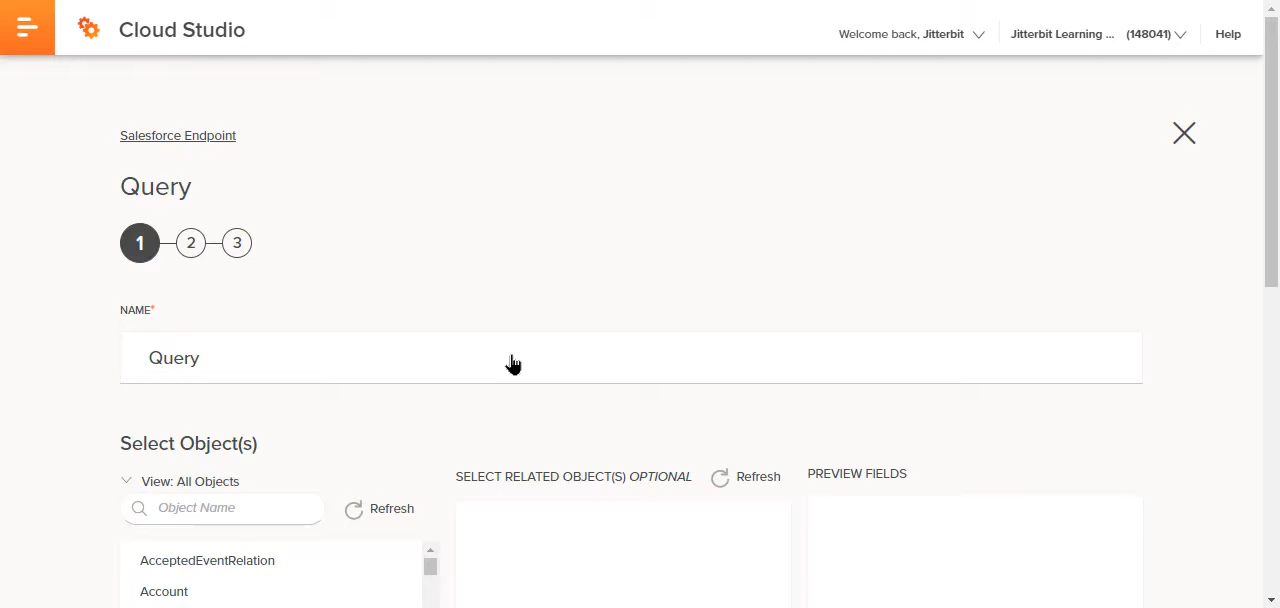 Cloud Studio
Welcome back, Jitterbit
Jitterbit Learning ... (148041)
Help
Salesforce Endpoint
Query
1 2 3
NAME*
Query
Select Object(s)
View: All Objects
Object Name
Refresh
AcceptedEventRelation
Account
SELECT RELATED OBJECT(S) OPTIONAL
Refresh
PREVIEW FIELDS